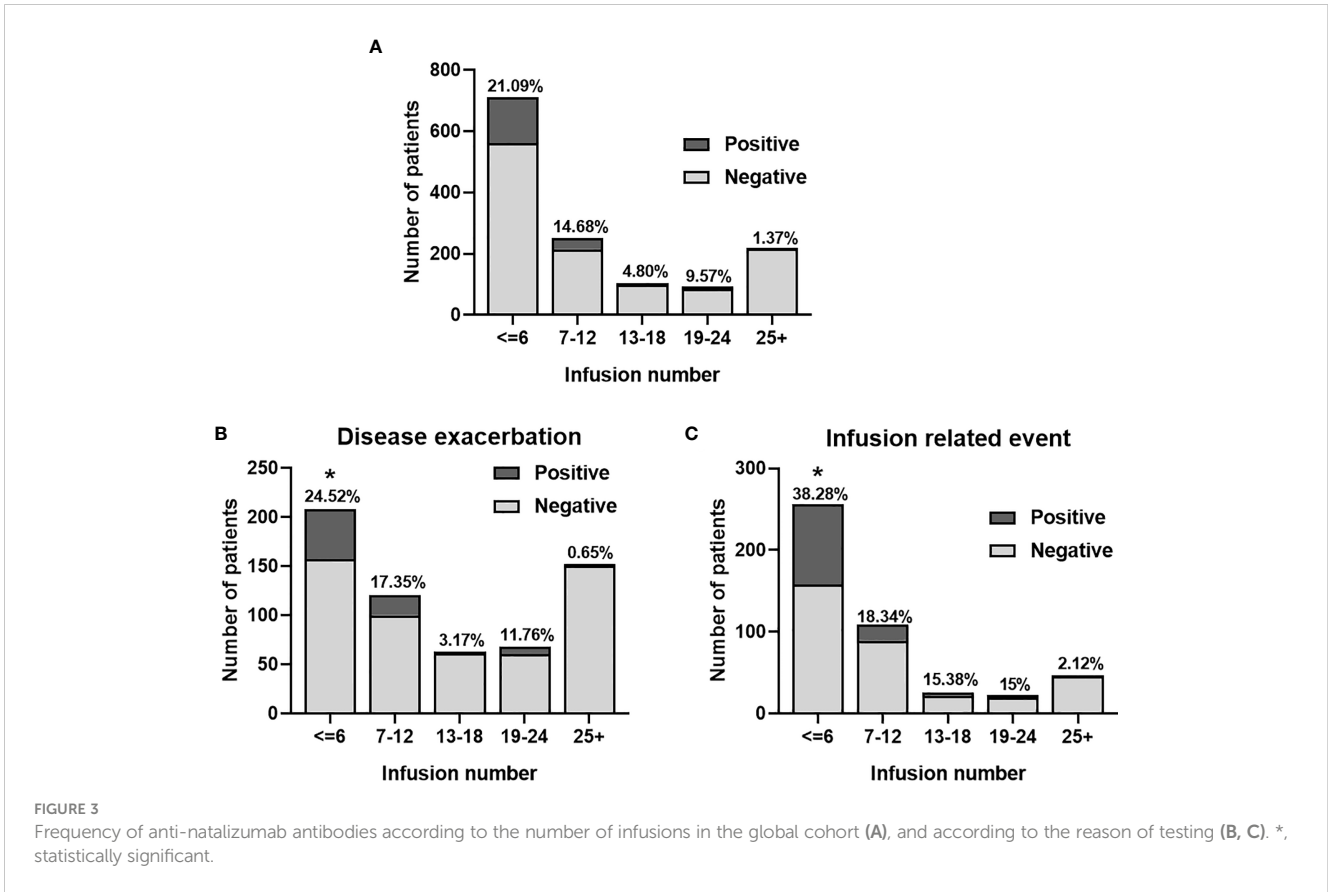 A
Number of patients
800
600
400
200
0
21.09%
14.68%
4.80%
9.57%
1.37%
Positive
Negative
<=6 7-12 13-18 19-24 25+
Infusion number
B
Disease exacerbation
Number of patients
250
200
150
100
50
0
*
24.52%
17.35%
3.17%
11.76%
0.65%
Positive
Negative
<=6 7-12 13-18 19-24 25+
Infusion number
C
Infusion related event
Number of patients
300
200
100
0
*
38.28%
18.34%
15.38%
15%
2.12%
Positive
Negative
<=6 7-12 13-18 19-24 25+
Infusion number
FIGURE 3
Frequency of anti-natalizumab antibodies according to the number of infusions in the global cohort (A), and according to the reason of testing (B, C). *,
statistically significant.